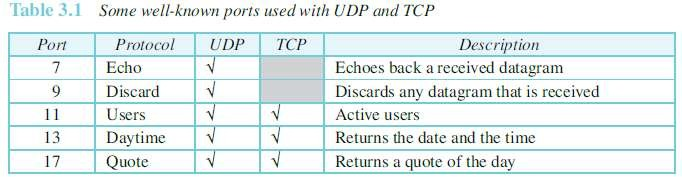 Table 3.1 Some well-known ports used with UDP and TCP
Port Protocol UDP TCP Description
7 Echo √ Echoes back a received datagram
9 Discard √ Discards any datagram that is received
11 Users √ √ Active users
13 Daytime √ √ Returns the date and the time
17 Quote √ √ Returns a quote of the day